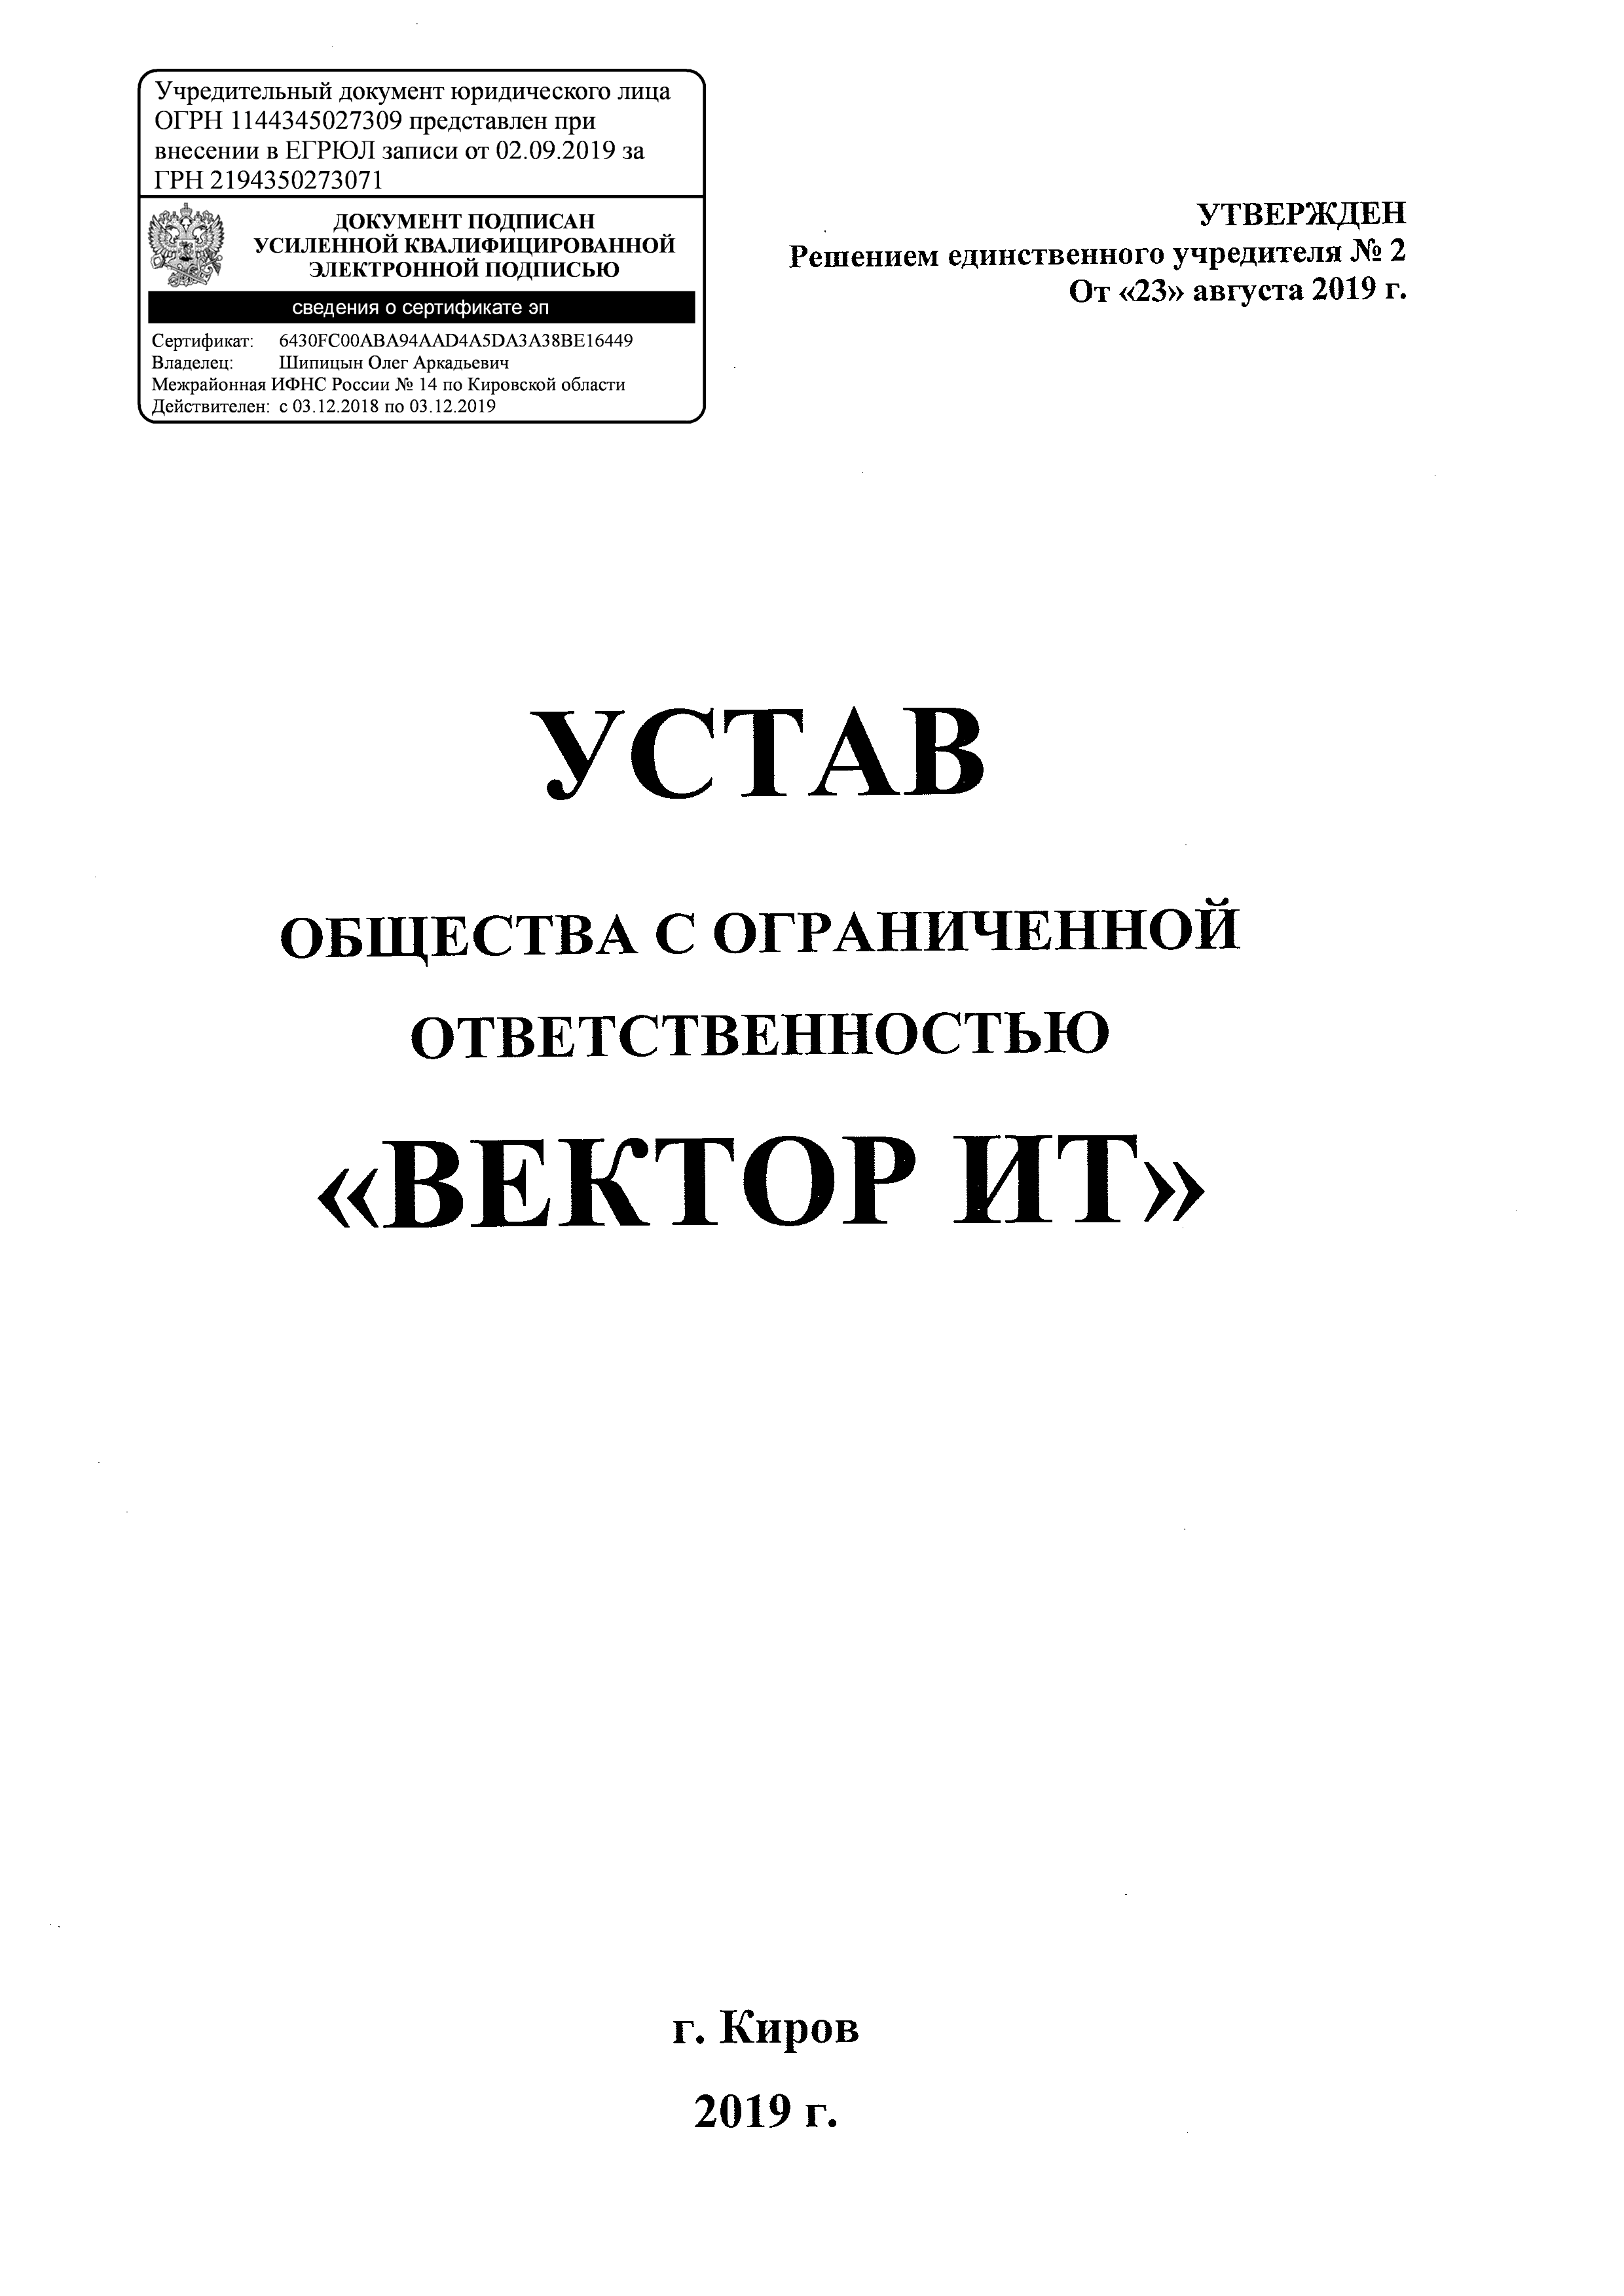 Учредительный документ юридического лица
ОГРН 1144345027309 представлен при
внесении в ЕГРЮЛ записи от 02.09.2019 за
ГРН 2194350273071
ДОКУМЕНТ ПОДПИСАН
УСИЛЕННОЙ КВАЛИФИЦИРОВАННОЙ
ЭЛЕКТРОННОЙ ПОДПИСЬЮ
сведения о сертификате эп
Сертификат: 6430FC00ABA94AAD4A5DA3A38BE16449
Владелец: Шипицын Олег Аркадьевич
Межрайонная ИФНС России № 14 по Кировской области
Действителен: с 03.12.2018 по 03.12.2019
УТВЕРЖДЕН
Решением единственного учредителя № 2
От «23» августа 2019 г.
УСТАВ
ОБЩЕСТВА С ОГРАНИЧЕННОЙ
ОТВЕТСТВЕННОСТЬЮ
«ВЕКТОР ИТ»
г. Киров
2019 г.